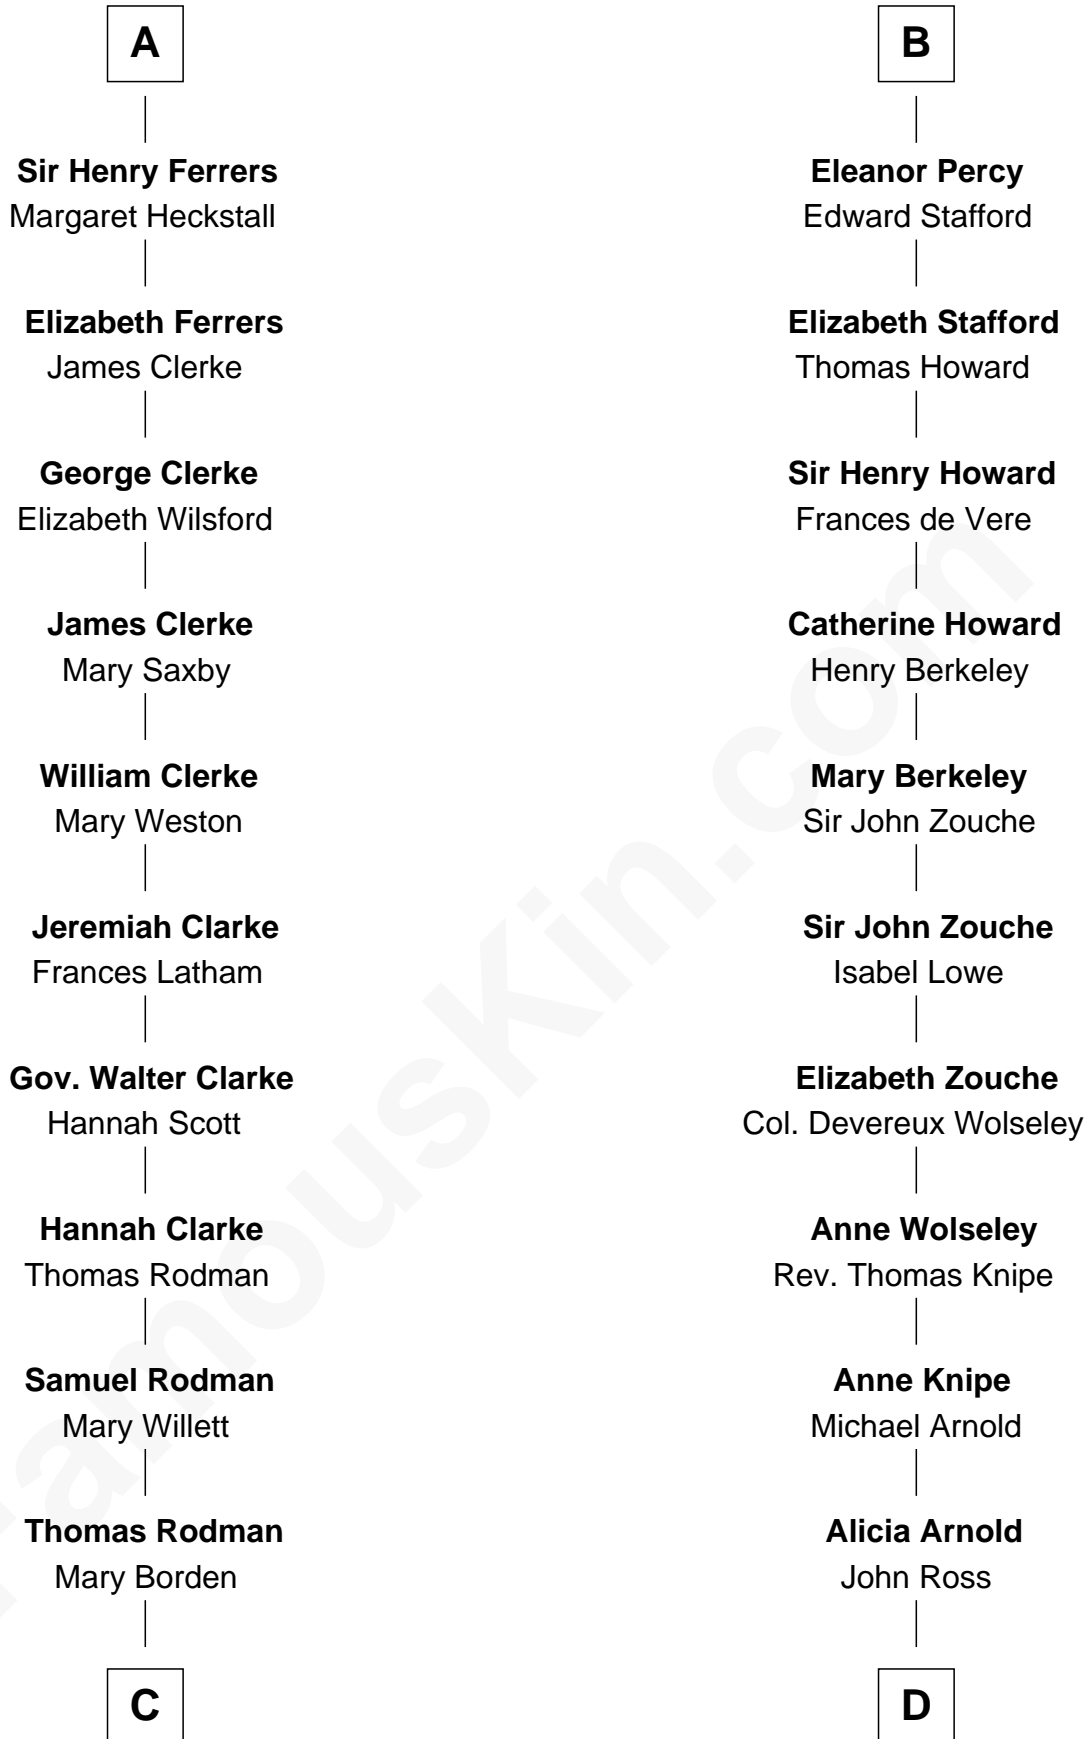 A
Sir Henry Ferrers
Margaret Heckstall
Elizabeth Ferrers
James Clerke
George Clerke
Elizabeth Wilsford
James Clerke
Mary Saxby
William Clerke
Mary Weston
Jeremiah Clarke
Frances Latham
Gov. Walter Clarke
Hannah Scott
Hannah Clarke
Thomas Rodman
Samuel Rodman
Mary Willett
Thomas Rodman
Mary Borden
C
B
Eleanor Percy
Edward Stafford
Elizabeth Stafford
Thomas Howard
Sir Henry Howard
Frances de Vere
Catherine Howard
Henry Berkeley
Mary Berkeley
Sir John Zouche
Sir John Zouche
Isabel Lowe
Elizabeth Zouche
Col. Devereux Wolseley
Anne Wolseley
Rev. Thomas Knipe
Anne Knipe
Michael Arnold
Alicia Arnold
John Ross
D
FamousKin.com